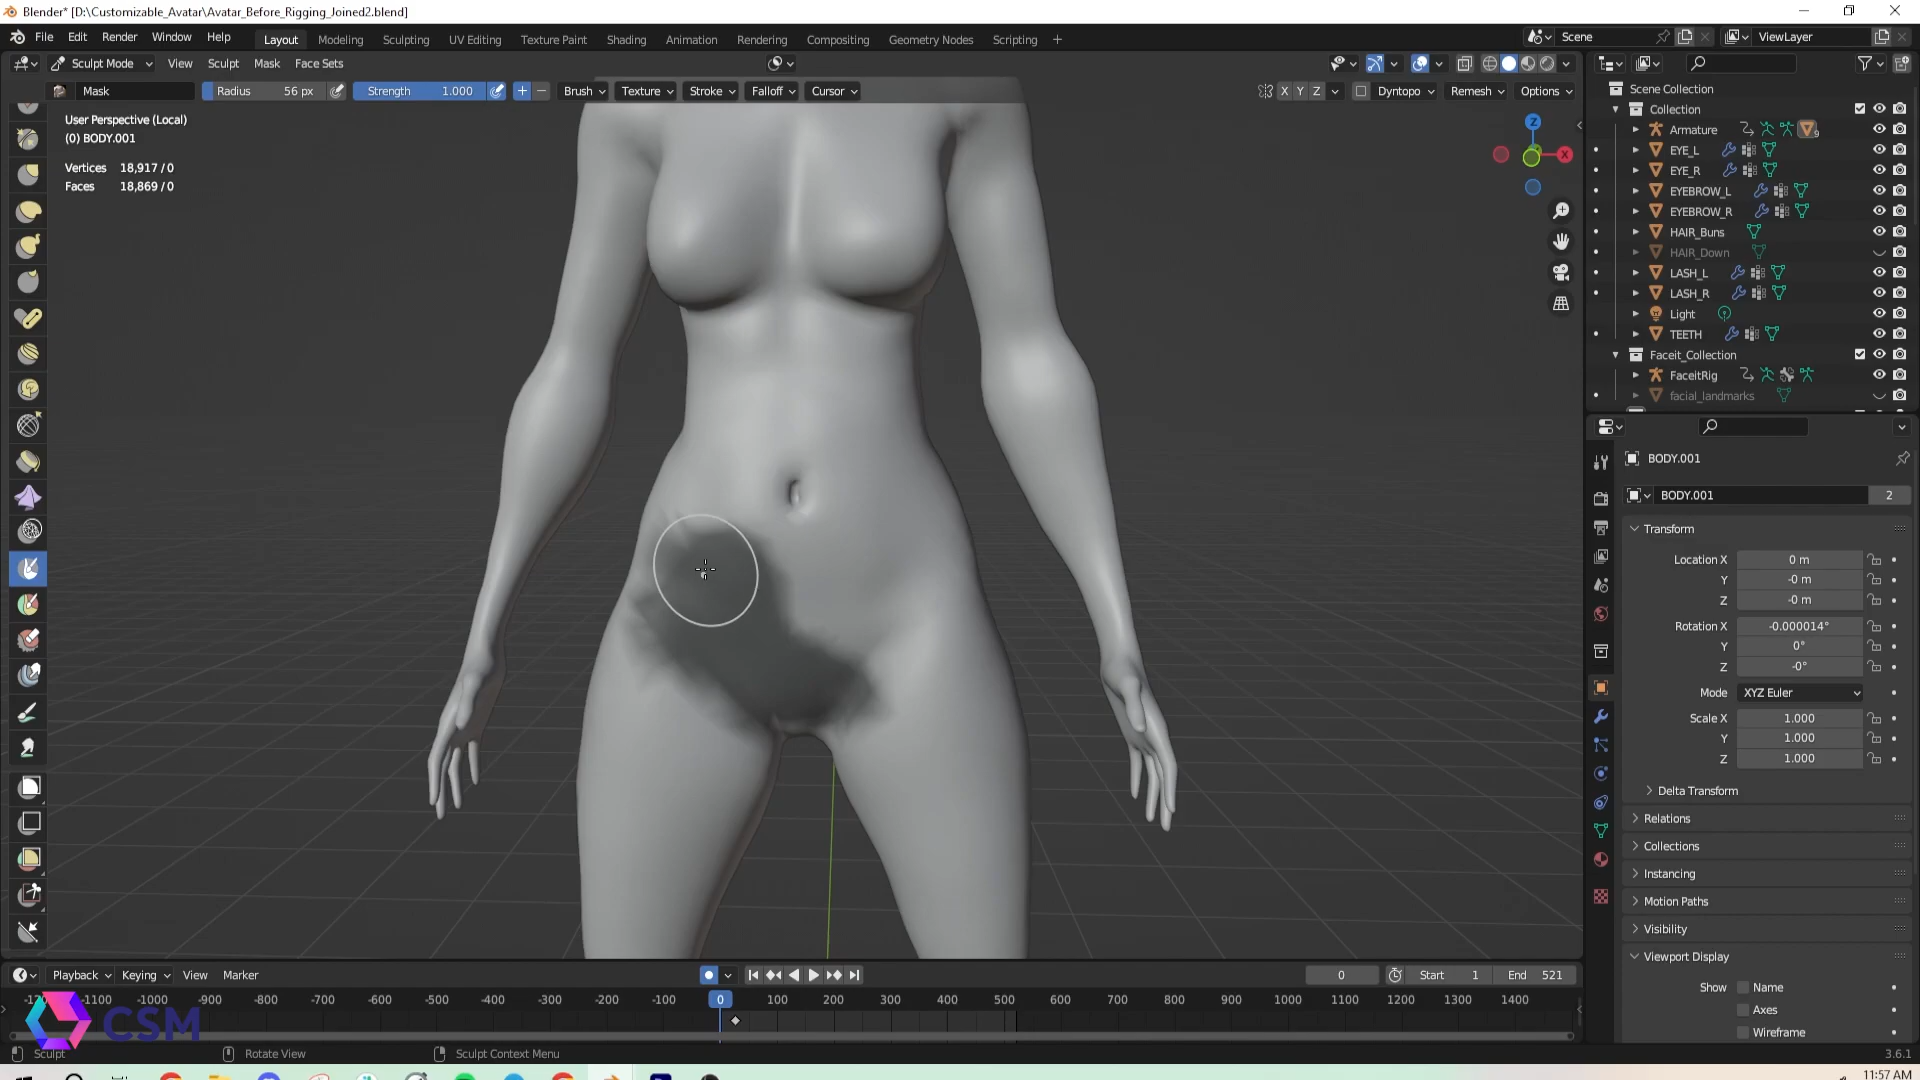 Blender* [D:\Customizable_Avatar\Avatar_Before_Rigging_Joined2.blend]
File Edit Render Window Help Layout Modeling Sculpting UV Editing Texture Paint Shading Animation Rendering Compositing Geometry Nodes Scripting + Scene ViewLayer
Sculpt Mode View Sculpt Mask Face Sets
Mask Radius 56 px Strength 1.000 Brush Texture Stroke Falloff Cursor X Y Z Dyntopo Remesh Options
User Perspective (Local)
(0) BODY.001
Vertices 18,917 / 0
Faces 18,869 / 0
Z
X
Scene Collection
Collection
Armature 9
EYE_L
EYE_R
EYEBROW_L
EYEBROW_R
HAIR_Buns
HAIR_Down
LASH_L
LASH_R
Light
TEETH
Faceit_Collection
FaceitRig
facial_landmarks
BODY.001
BODY.001 2
Transform
Location X 0 m
Y -0 m
Z -0 m
Rotation X -0.000014°
Y 0°
Z -0°
Mode XYZ Euler
Scale X 1.000
Y 1.000
Z 1.000
Delta Transform
Relations
Collections
Instancing
Motion Paths
Visibility
Viewport Display
Show Name
Axes
Wireframe
Playback Keying View Marker 0 Start 1 End 521
-1100 -1000 -900 -800 -700 -600 -500 -400 -300 -200 -100 0 100 200 300 400 500 600 700 800 900 1000 1100 1200 1300 1400
CSM
Sculpt Rotate View Sculpt Context Menu 3.6.1
11:57 AM